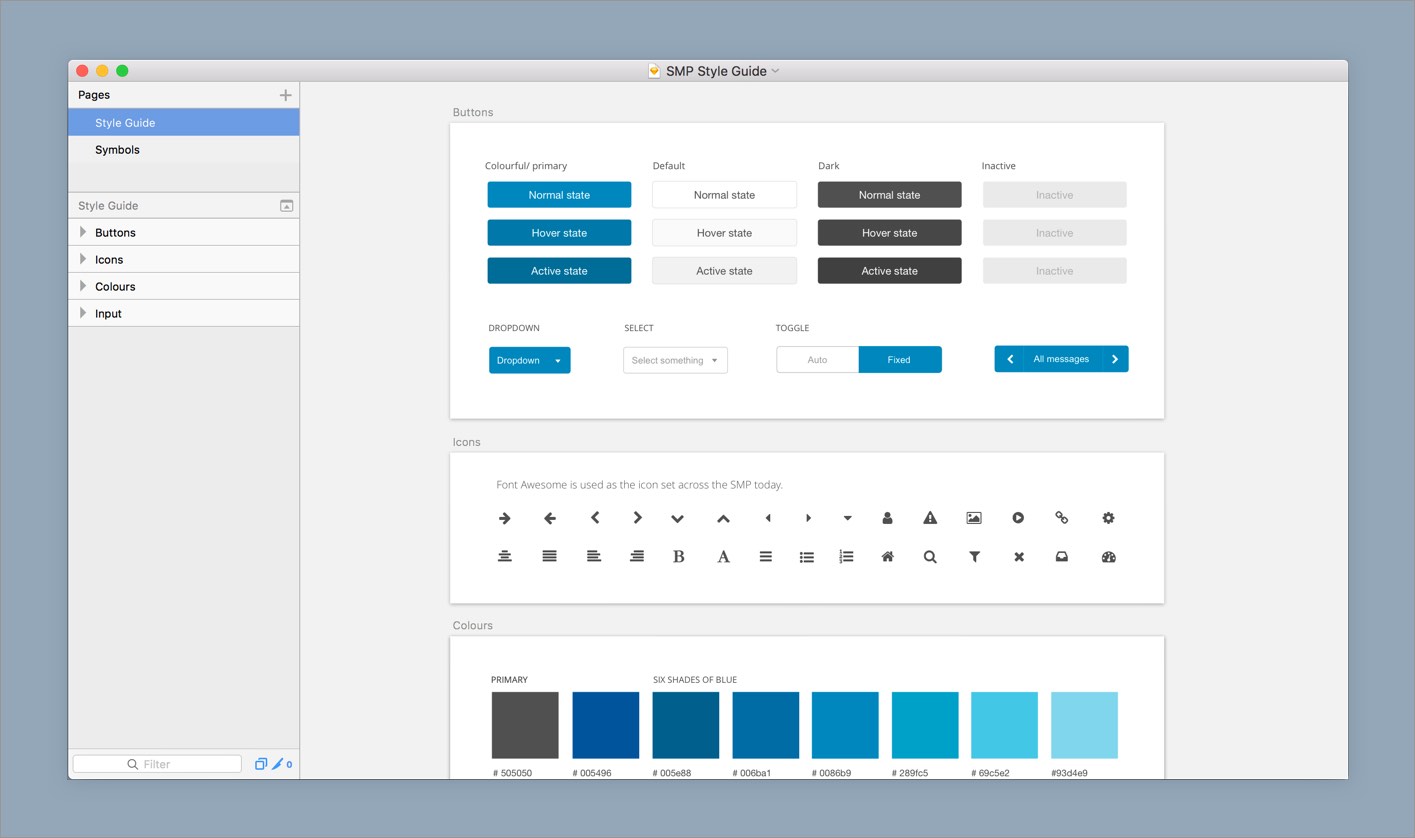 SMP Style Guide
Pages
Style Guide
Symbols
Style Guide
Buttons
Icons
Colours
Input
Filter
0
Buttons
Colourful/ primary Default Dark Inactive
Normal state Normal state Normal state Inactive
Hover state Hover state Hover state Inactive
Active state Active state Active state Inactive
DROPDOWN SELECT TOGGLE
Dropdown Select something Auto Fixed All messages
Icons
Font Awesome is used as the icon set across the SMP today.
Colours
PRIMARY SIX SHADES OF BLUE
# 505050 # 005496 # 005e88 # 006ba1 # 0086b9 # 289fc5 # 69c5e2 #93d4e9